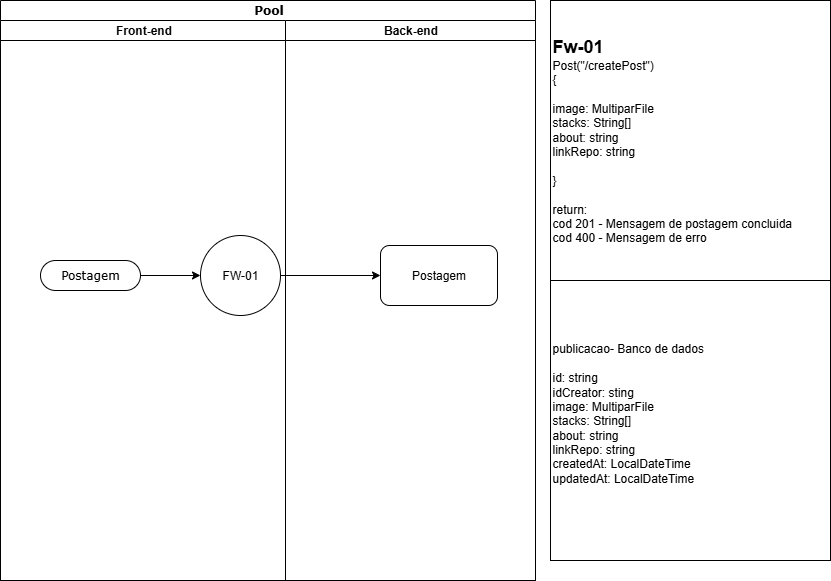 Pool
Front-end
Back-end
Postagem
FW-01
Postagem
Fw-01
Post("/createPost")
{
image: MultiparFile
stacks: String[]
about: string
linkRepo: string
}
return:
cod 201 - Mensagem de postagem concluida
cod 400 - Mensagem de erro
publicacao- Banco de dados
id: string
idCreator: sting
image: MultiparFile
stacks: String[]
about: string
linkRepo: string
createdAt: LocalDateTime
updatedAt: LocalDateTime